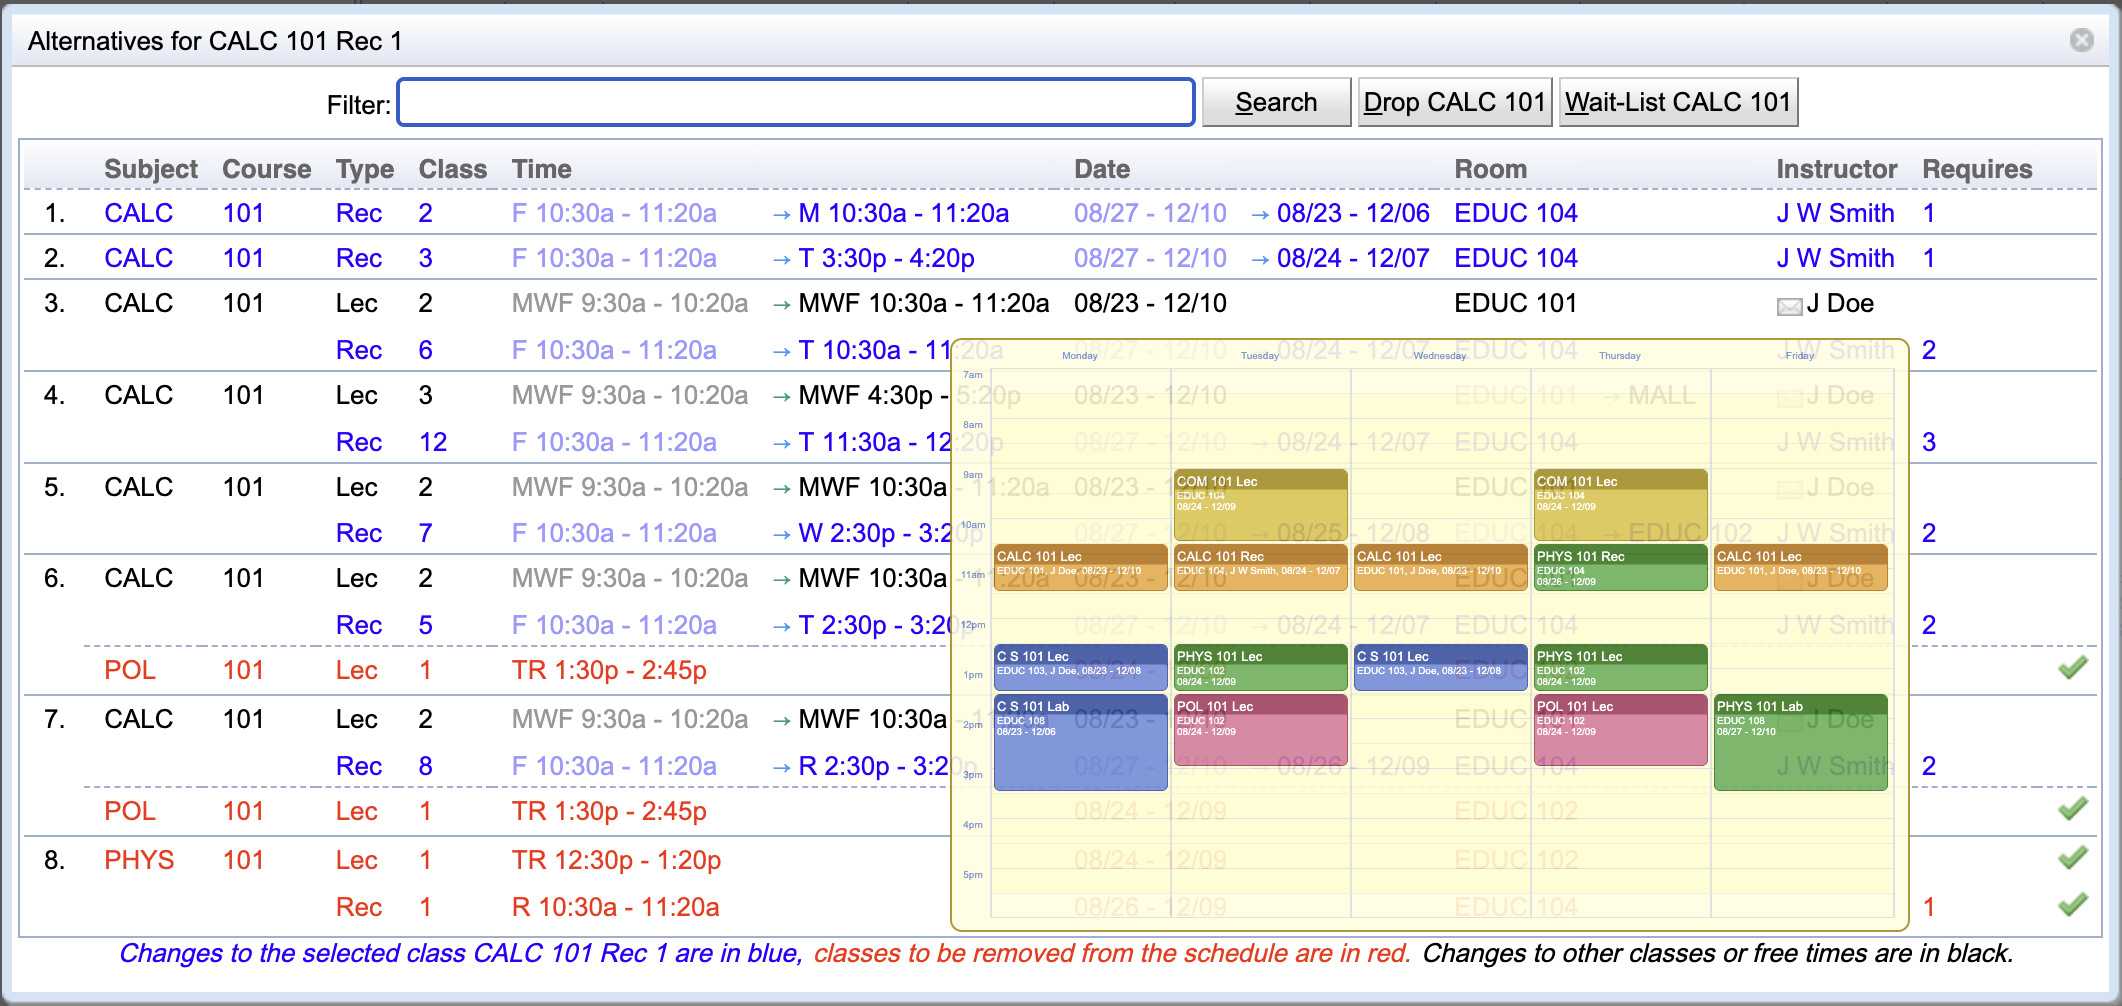 Alternatives for CALC 101 Rec 1
Filter: Search Drop CALC 101 Wait-List CALC 101
Subject Course Type Class Time Date Room Instructor Requires
1. CALC 101 Rec 2 F 10:30a - 11:20a → M 10:30a - 11:20a 08/27 - 12/10 → 08/23 - 12/06 EDUC 104 J W Smith 1
2. CALC 101 Rec 3 F 10:30a - 11:20a → T 3:30p - 4:20p 08/27 - 12/10 → 08/24 - 12/07 EDUC 104 J W Smith 1
3. CALC 101 Lec 2 MWF 9:30a - 10:20a → MWF 10:30a - 11:20a 08/23 - 12/10 EDUC 101 J Doe
Rec 6 F 10:30a - 11:20a → T 10:30a - 11:20a 08/27 - 12/10 → 08/24 - 12/07 EDUC 104 J W Smith 2
4. CALC 101 Lec 3 MWF 9:30a - 10:20a → MWF 4:30p - 5:20p 08/23 - 12/10 EDUC 101 → MALL J Doe
Rec 12 F 10:30a - 11:20a → T 11:30a - 12:20p 08/27 - 12/10 → 08/24 - 12/07 EDUC 104 J W Smith 3
5. CALC 101 Lec 2 MWF 9:30a - 10:20a → MWF 10:30a - 11:20a 08/23 - EDUC J Doe
Rec 7 F 10:30a - 11:20a → W 2:30p - 3:20p 08/27 - 12/10 → 08/25 - 12/08 EDUC 104 → EDUC 102 J W Smith 2
6. CALC 101 Lec 2 MWF 9:30a - 10:20a → MWF 10:30a 08/23 - 12/10 EDUC J Doe
Rec 5 F 10:30a - 11:20a → T 2:30p - 3:20p 08/27 - 12/10 → 08/24 - 12/07 EDUC 104 J W Smith 2
POL 101 Lec 1 TR 1:30p - 2:45p
7. CALC 101 Lec 2 MWF 9:30a - 10:20a → MWF 10:30a 08/23 - EDUC J Doe
Rec 8 F 10:30a - 11:20a → R 2:30p - 3:20p 08/27 - 12/10 → 08/26 - 12/09 EDUC 104 J W Smith 2
POL 101 Lec 1 TR 1:30p - 2:45p 08/24 - 12/09 EDUC 102
8. PHYS 101 Lec 1 TR 12:30p - 1:20p 08/24 - 12/09 EDUC 102
Rec 1 R 10:30a - 11:20a 08/26 - 12/09 EDUC 104 1
Monday Tuesday Wednesday Thursday Friday
7am
8am
9am
COM 101 Lec COM 101 Lec
EDUC 104 EDUC 104
08/24 - 12/09 08/24 - 12/09
10am
CALC 101 Lec CALC 101 Rec CALC 101 Lec PHYS 101 Rec CALC 101 Lec
EDUC 101, J Doe, 08/23 - 12/10 EDUC 104, J W Smith, 08/24 - 12/07 EDUC 101, J Doe, 08/23 - 12/10 EDUC 104 EDUC 101, J Doe, 08/23 - 12/10
11am 08/26 - 12/09
12pm
C S 101 Lec PHYS 101 Lec C S 101 Lec PHYS 101 Lec
EDUC 103, J Doe, 08/23 - 12/08 EDUC 102 EDUC 103, J Doe, 08/23 - 12/08 EDUC 102
1pm 08/24 - 12/09 08/24 - 12/09
C S 101 Lab POL 101 Lec POL 101 Lec PHYS 101 Lab
EDUC 108 EDUC 102 EDUC 102 EDUC 108
2pm 08/23 - 12/06 08/24 - 12/09 08/24 - 12/09 08/27 - 12/10
3pm
4pm
5pm
Changes to the selected class CALC 101 Rec 1 are in blue, classes to be removed from the schedule are in red. Changes to other classes or free times are in black.